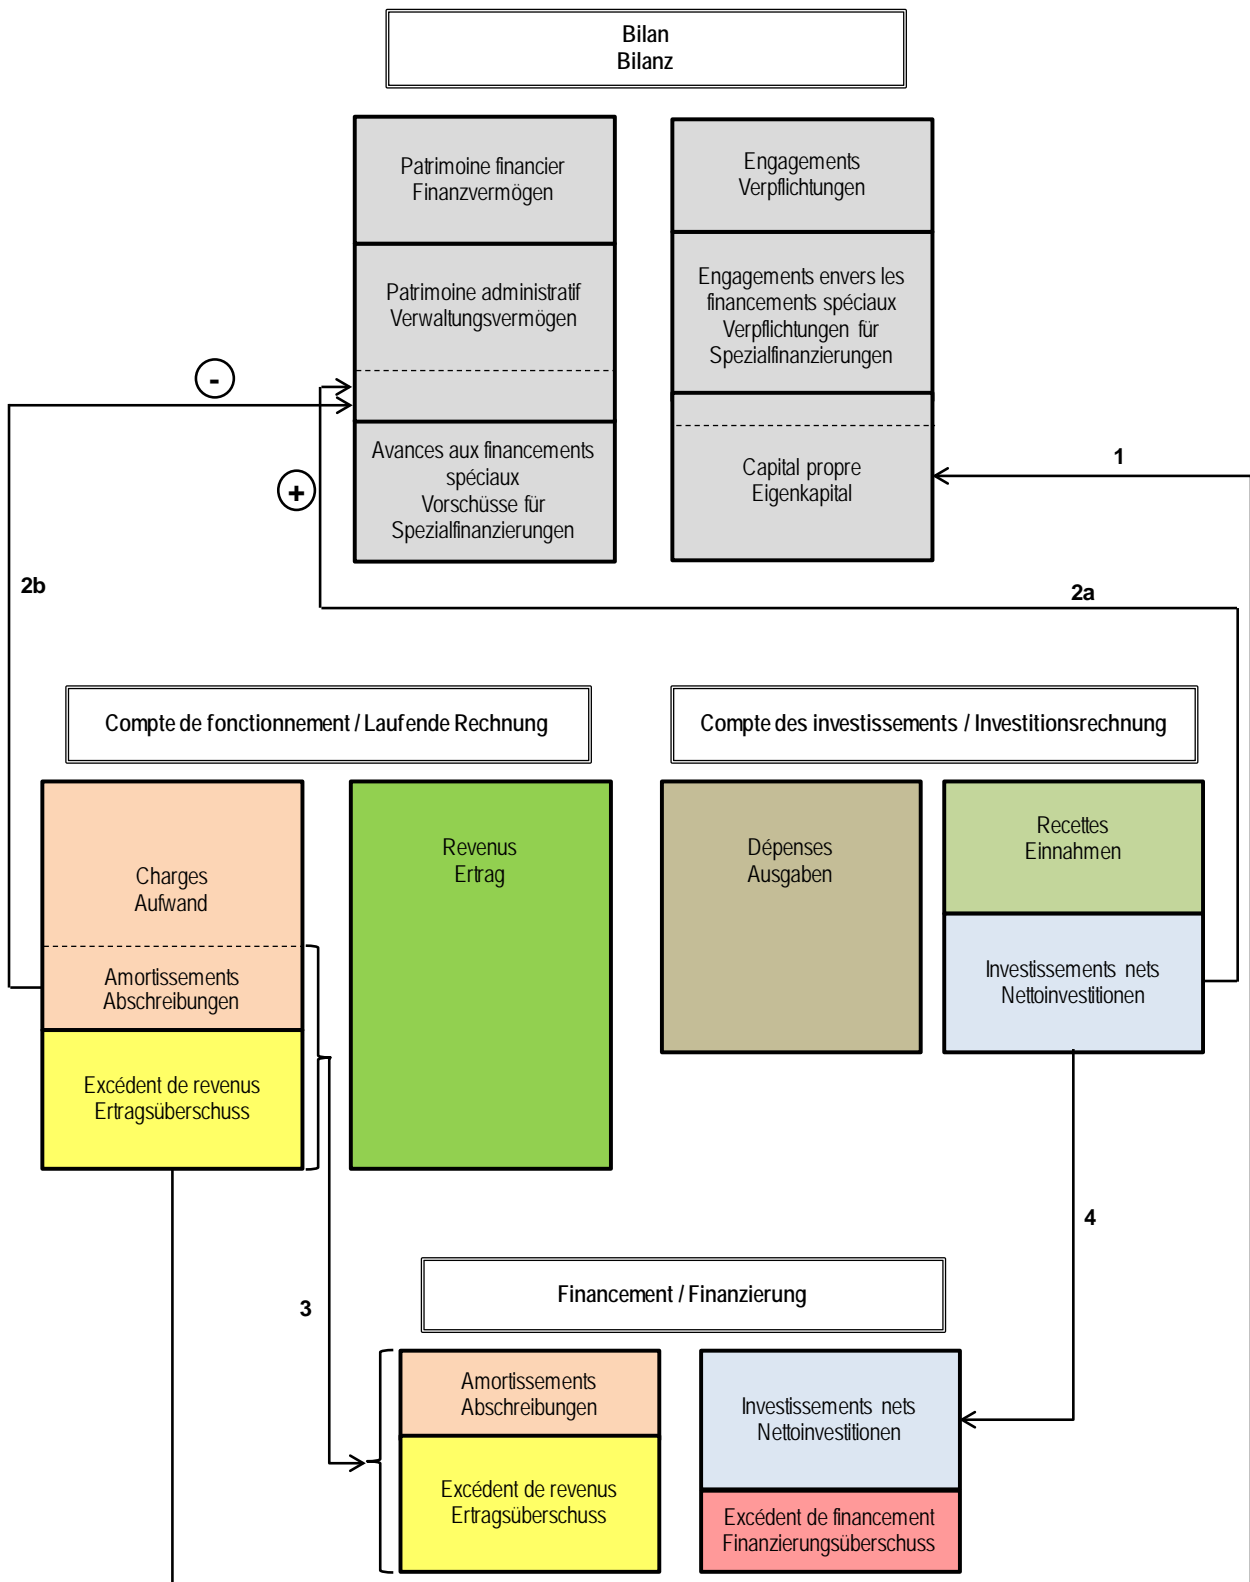 Bilan
Bilanz
Patrimoine financier
Finanzvermögen
Engagements
Verpflichtungen
Patrimoine administratif
Verwaltungsvermögen
Engagements envers les
financements spéciaux
Verpflichtungen für
Spezialfinanzierungen
-
+
Avances aux financements
spéciaux
Vorschüsse für
Spezialfinanzierungen
Capital propre
Eigenkapital
1
2b
2a
Compte de fonctionnement / Laufende Rechnung
Compte des investissements / Investitionsrechnung
Charges
Aufwand
Amortissements
Abschreibungen
Excédent de revenus
Ertragsüberschuss
Revenus
Ertrag
Dépenses
Ausgaben
Recettes
Einnahmen
Investissements nets
Nettoinvestitionen
3
4
Financement / Finanzierung
Amortissements
Abschreibungen
Excédent de revenus
Ertragsüberschuss
Investissements nets
Nettoinvestitionen
Excédent de financement
Finanzierungsüberschuss